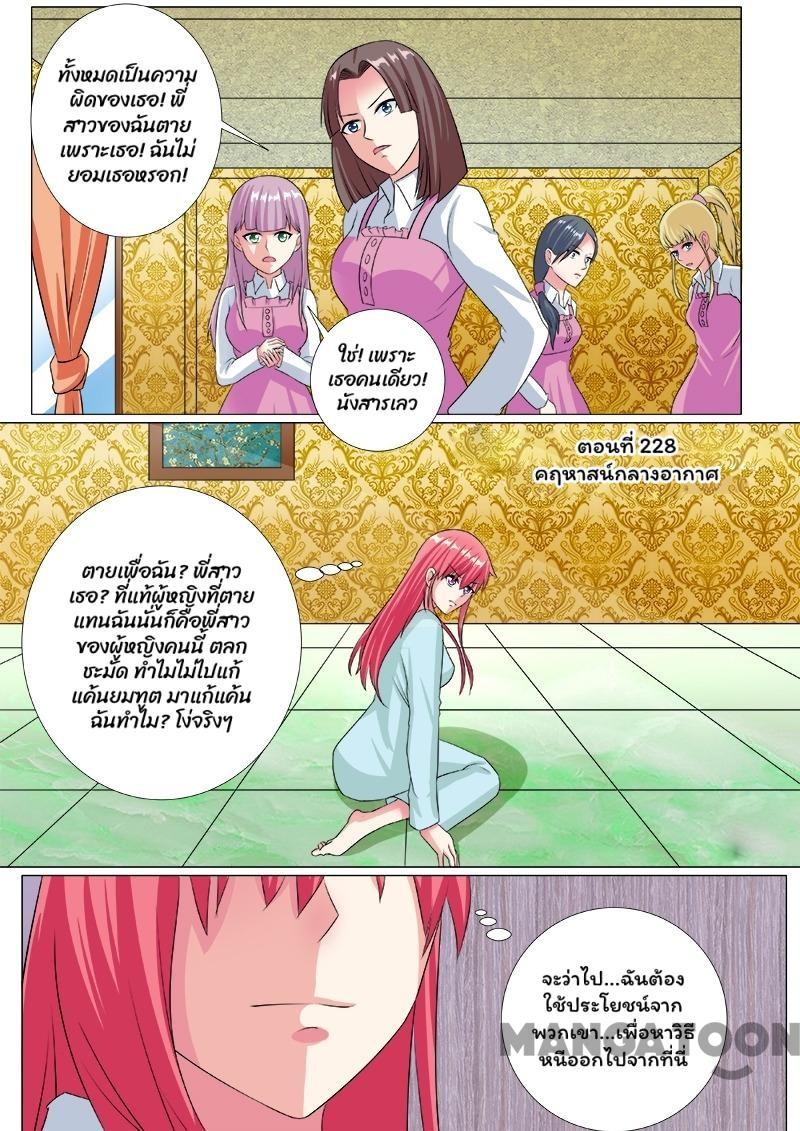 ทั้งหมดเป็นความ
ผิดของเธอ! พี่
สาวของฉันตาย
เพราะเธอ! ฉันไม่
ยอมเธอหรอก!
ใช่! เพราะ
เธอคนเดียว!
นังสารเลว
ตอนที่ 228
คฤหาสน์กลางอากาศ
ตายเพื่อฉัน? พี่สาว
เธอ? ที่แท้ผู้หญิงที่ตาย
แทนฉันนั่นก็คือพี่สาว
ของผู้หญิงคนนี้ ตลก
ชะมัด ทำไมไม่ไปแก้
แค้นยมทูต มาแก้แค้น
ฉันทำไม? โง่จริงๆ
จะว่าไป...ฉันต้อง
ใช้ประโยชน์จาก
พวกเขา...เพื่อหาวิธี
หนีออกไปจากที่นี่
MANGATOON